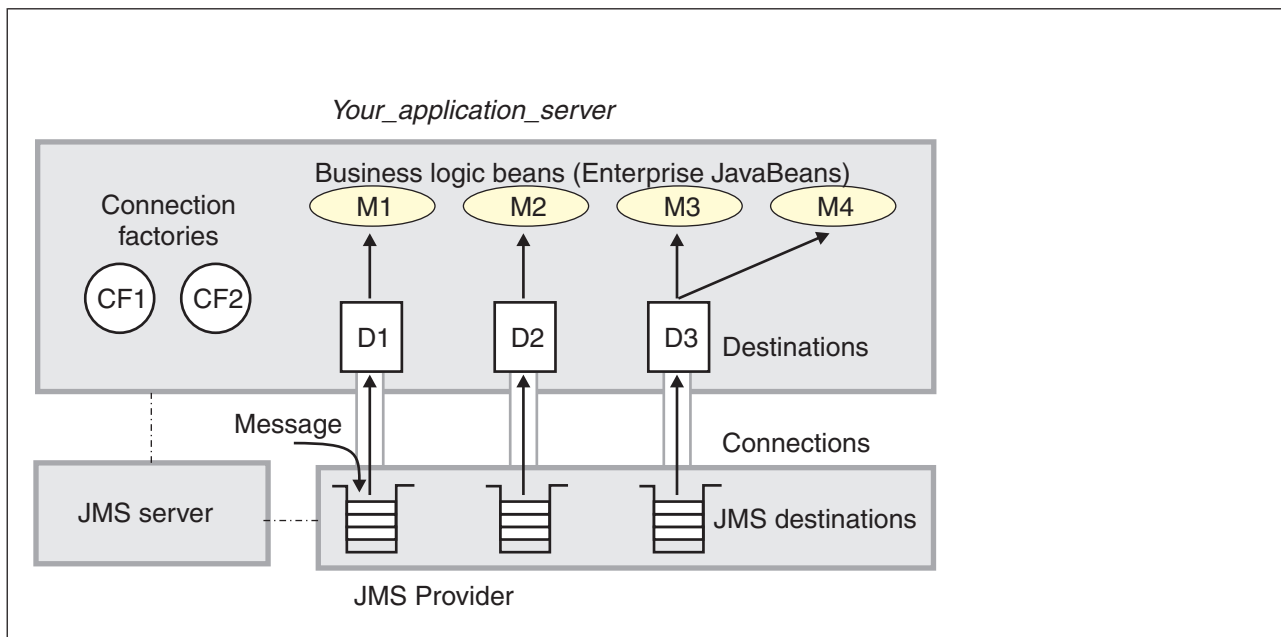 Your_application_server
Business logic beans (Enterprise JavaBeans)
M1 M2 M3 M4
Connection
factories
CF1 CF2
D1 D2 D3
Destinations
Message
Connections
JMS server
JMS destinations
JMS Provider